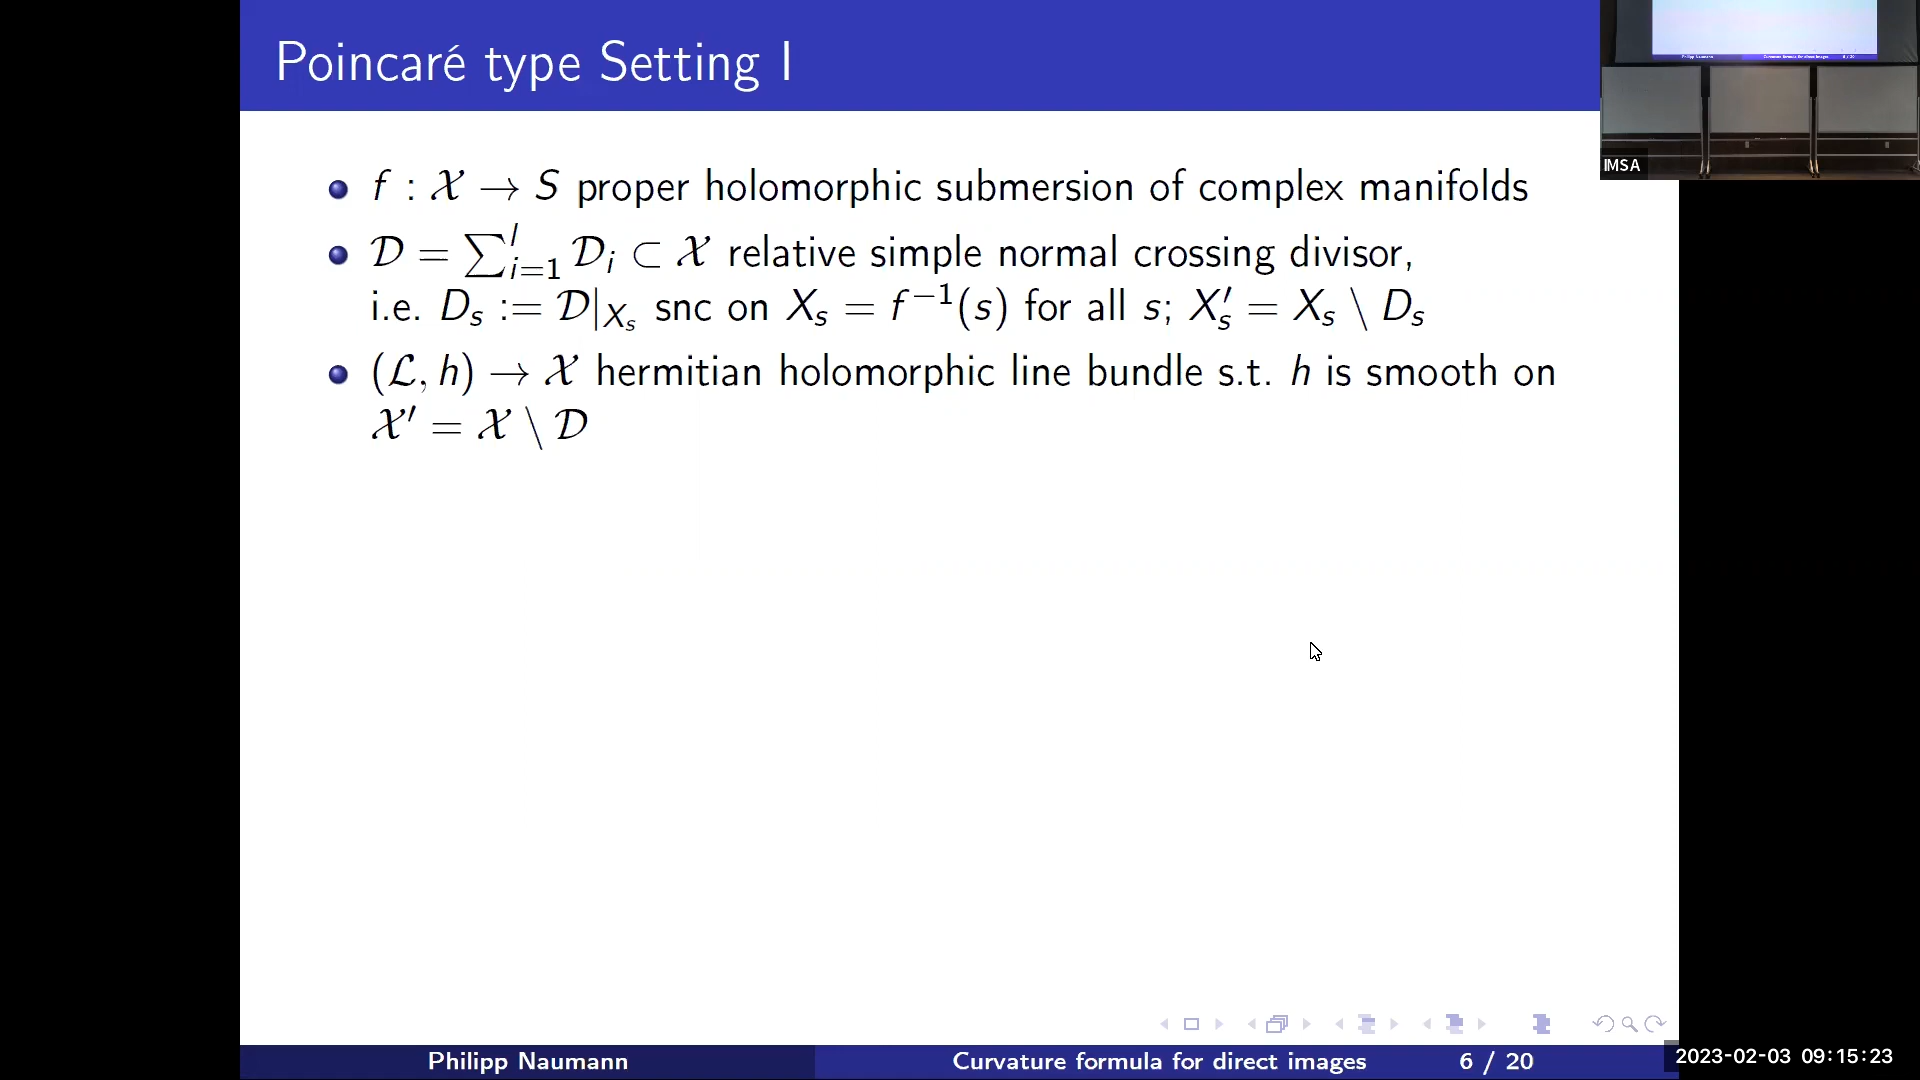 Poincaré type Setting I
f : 𝒳 → S proper holomorphic submersion of complex manifolds
𝒟 = ∑ˡᵢ₌₁ 𝒟ᵢ ⊂ 𝒳 relative simple normal crossing divisor,
i.e. Dₛ := 𝒟|Xₛ snc on Xₛ = f⁻¹(s) for all s; X′ₛ = Xₛ \ Dₛ
(ℒ, h) → 𝒳 hermitian holomorphic line bundle s.t. h is smooth on
𝒳′ = 𝒳 \ 𝒟
IMSA
Philipp Naumann Curvature formula for direct images 6 / 20
2023-02-03 09:15:23